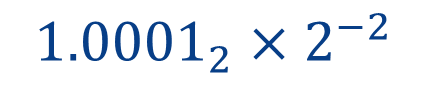 1.0001₂ × 2⁻²